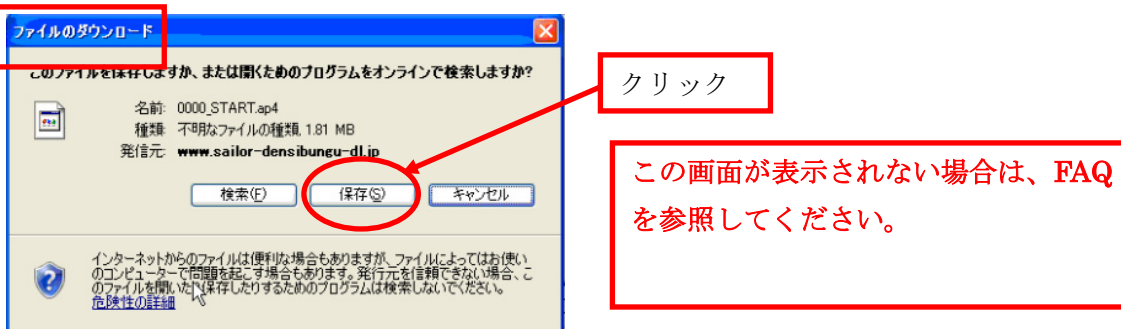 ファイルのダウンロード
このファイルを保存しますか、または開くためのプログラムをオンラインで検索しますか?
名前: 0000_START.ap4
種類: 不明なファイルの種類, 1.81 MB
発信元: www.sailor-densibungu-dl.jp
検索(F) 保存(S) キャンセル
インターネットからのファイルは便利な場合もありますが、ファイルによってはお使い
のコンピューターで問題を起こす場合もあります。発行元を信頼できない場合、こ
のファイルを開いたり保存したりするためのプログラムは検索しないでください。
危険性の詳細
クリック
この画面が表示されない場合は、FAQ
を参照してください。